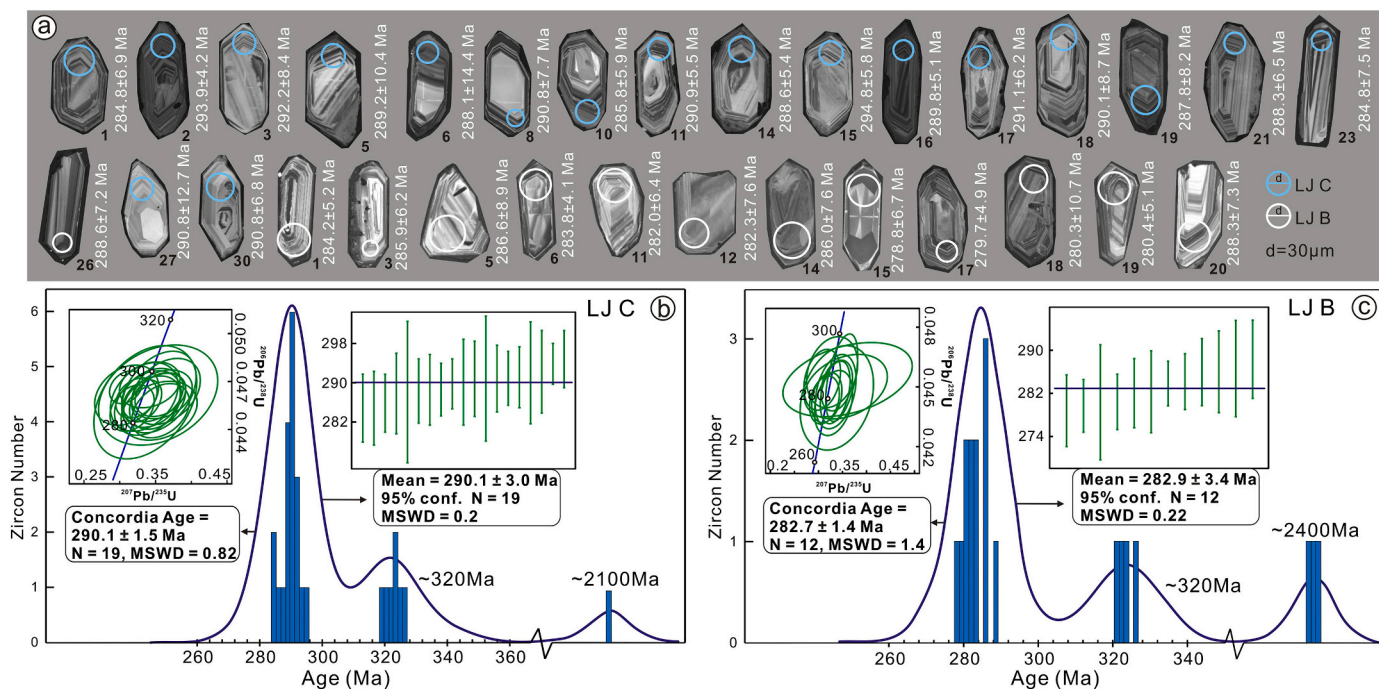 a
284.8±6.9 Ma
293.9±4.2 Ma
292.2±8.4 Ma
289.2±10.4 Ma
288.1±14.4 Ma
290.8±7.7 Ma
285.8±5.9 Ma
290.9±5.5 Ma
288.6±5.4 Ma
294.8±5.8 Ma
289.8±5.1 Ma
291.1±6.2 Ma
290.1±8.7 Ma
287.8±8.2 Ma
288.3±6.5 Ma
284.8±7.5 Ma
1 2 3 5 6 8 10 11 14 15 16 17 18 19 21 23
288.6±7.2 Ma
290.8±12.7 Ma
290.8±6.8 Ma
284.2±5.2 Ma
285.9±6.2 Ma
286.6±8.9 Ma
283.8±4.1 Ma
282.0±6.4 Ma
282.3±7.6 Ma
286.0±7.6 Ma
278.8±6.7 Ma
279.7±4.9 Ma
280.3±10.7 Ma
280.4±5.1 Ma
288.3±7.3 Ma
26 27 30 1 3 5 6 11 12 14 15 17 18 19 20
d LJ C
d LJ B
d=30μm
LJ C b
Zircon Number
6
5
4
3
2
1
0
320
300
280
0.050
0.047
0.044
²⁰⁶Pb/²³⁸U
0.25 0.35 0.45
²⁰⁷Pb/²³⁵U
298
290
282
Concordia Age =
290.1 ± 1.5 Ma
N = 19, MSWD = 0.82
Mean = 290.1 ± 3.0 Ma
95% conf. N = 19
MSWD = 0.2
~320Ma
~2100Ma
260 280 300 320 340 360
Age (Ma)
LJ B c
Zircon Number
3
2
1
0
300
280
260
0.048
0.045
0.042
²⁰⁶Pb/²³⁸U
0.2 0.35 0.45
²⁰⁷Pb/²³⁵U
290
282
274
Concordia Age =
282.7 ± 1.4 Ma
N = 12, MSWD = 1.4
Mean = 282.9 ± 3.4 Ma
95% conf. N = 12
MSWD = 0.22
~320Ma
~2400Ma
260 280 300 320 340
Age (Ma)